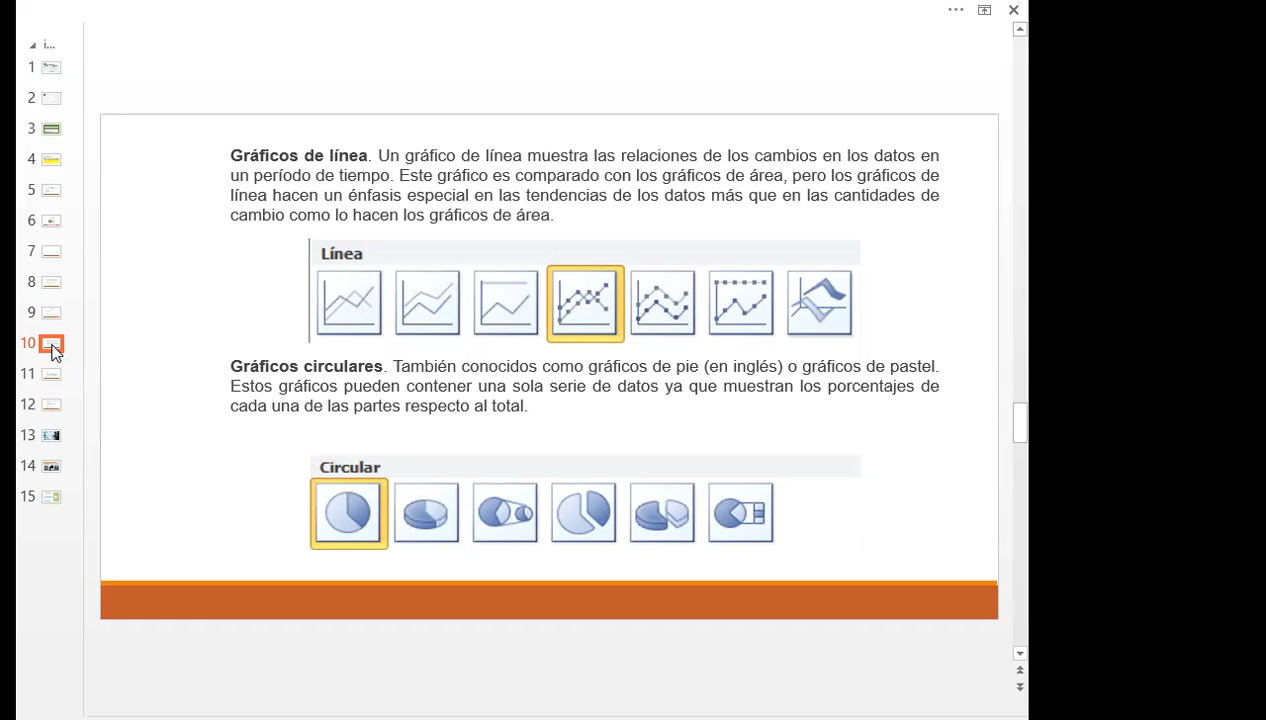 i...
1
2
3
4
5
6
7
8
9
10
11
12
13
14
15
Gráficos de línea. Un gráfico de línea muestra las relaciones de los cambios en los datos en
un período de tiempo. Este gráfico es comparado con los gráficos de área, pero los gráficos de
línea hacen un énfasis especial en las tendencias de los datos más que en las cantidades de
cambio como lo hacen los gráficos de área.
Línea
Gráficos circulares. También conocidos como gráficos de pie (en inglés) o gráficos de pastel.
Estos gráficos pueden contener una sola serie de datos ya que muestran los porcentajes de
cada una de las partes respecto al total.
Circular